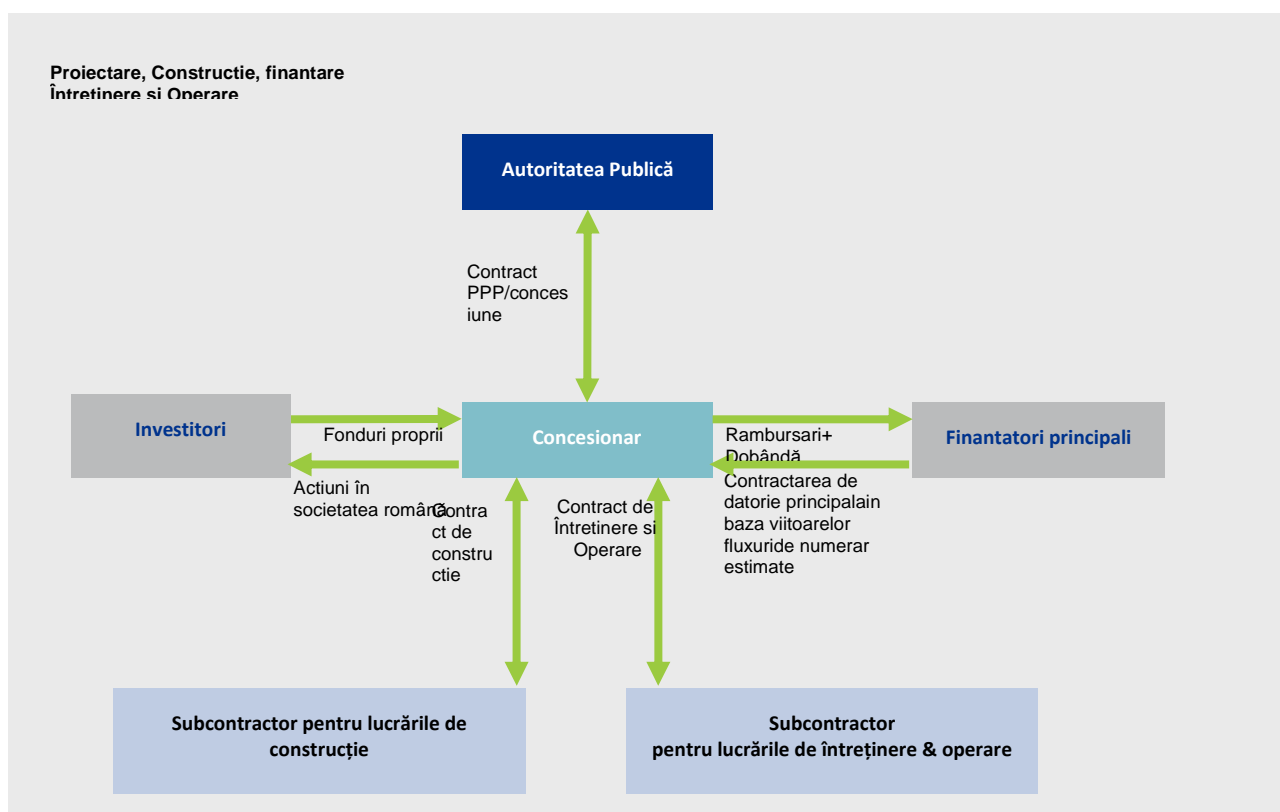 Proiectare, Constructie, finantare
Întretinere si Operare
Autoritatea Publică
Contract
PPP/conces
iune
Investitori
Fonduri proprii
Concesionar
Rambursari+
Dobândă
Finantatori principali
Actiuni în
societatea română
Contra
ct de
constru
ctie
Contract de
Întretinere si
Operare
Contractarea de
datorie principalain
baza viitoarelor
fluxuride numerar
estimate
Subcontractor pentru lucrările de
construcție
Subcontractor
pentru lucrările de întreținere & operare